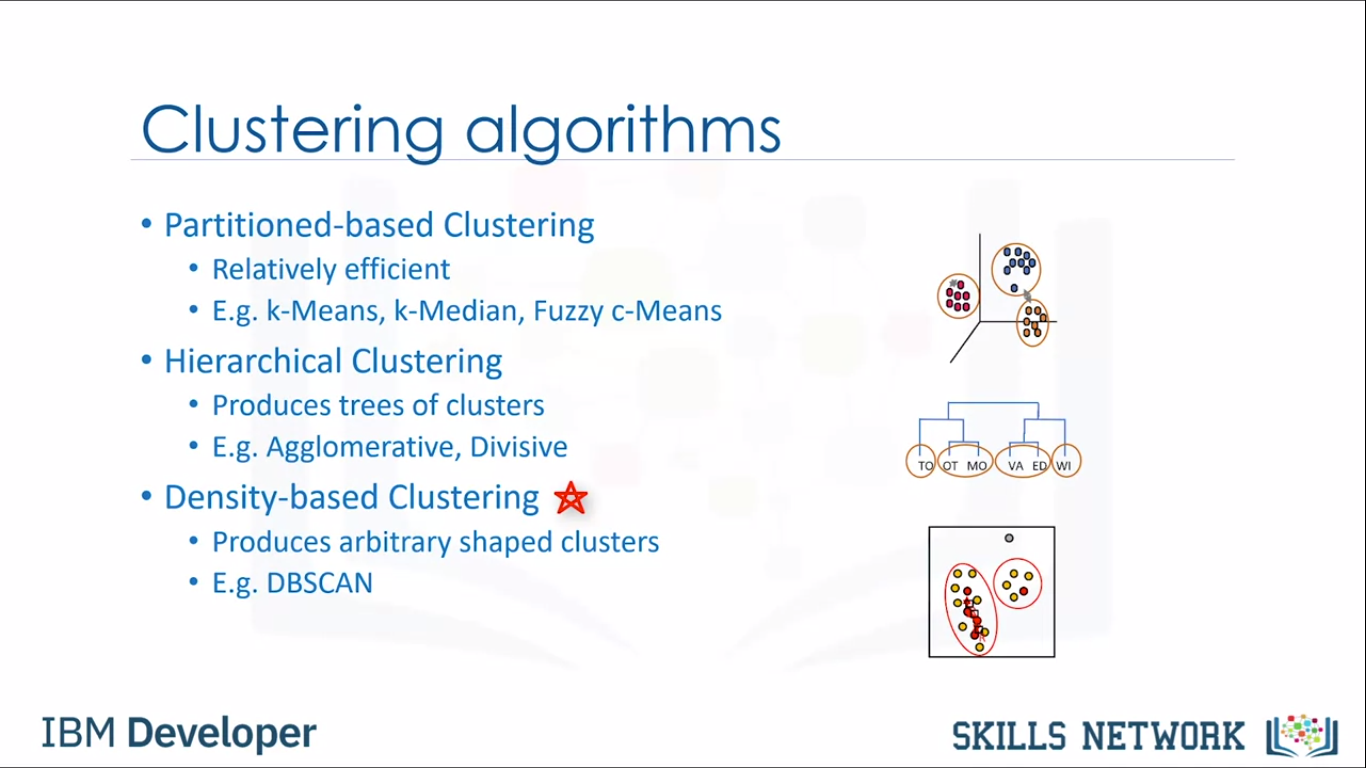 Clustering algorithms
• Partitioned-based Clustering
• Relatively efficient
• E.g. k-Means, k-Median, Fuzzy c-Means
• Hierarchical Clustering
• Produces trees of clusters
• E.g. Agglomerative, Divisive
• Density-based Clustering
• Produces arbitrary shaped clusters
• E.g. DBSCAN
TO OT MO VA ED WI
IBM Developer
SKILLS NETWORK